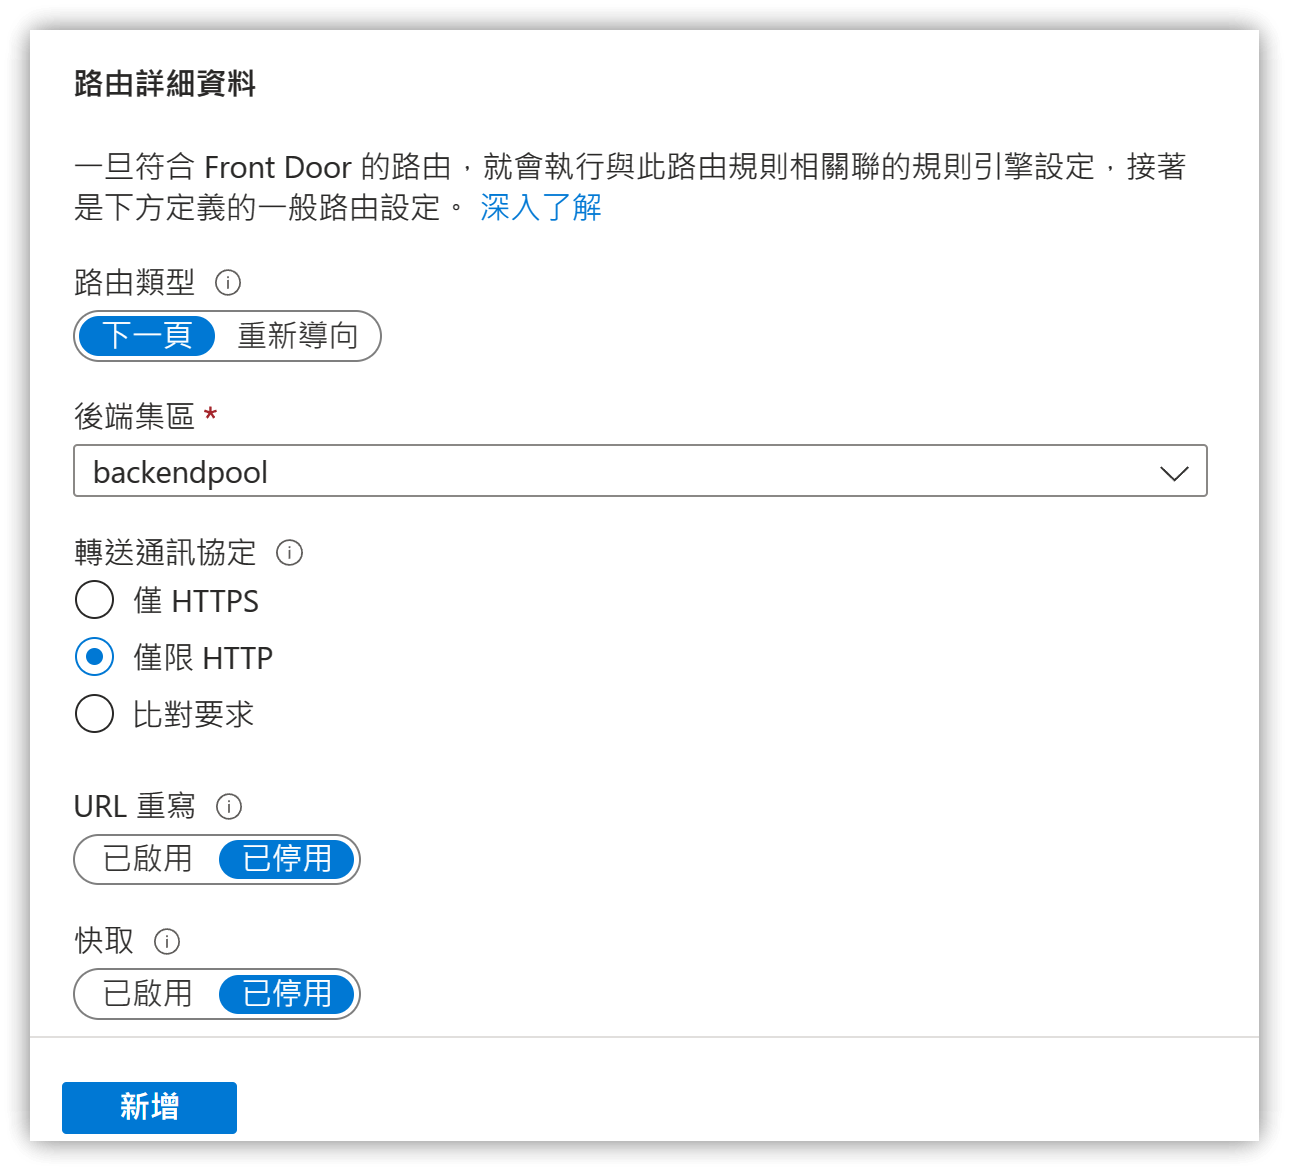 路由詳細資料
一旦符合 Front Door 的路由，就會執行與此路由規則相關聯的規則引擎設定，接著
是下方定義的一般路由設定。 深入了解
路由類型
下一頁 重新導向
後端集區 *
backendpool
轉送通訊協定
僅 HTTPS
僅限 HTTP
比對要求
URL 重寫
已啟用 已停用
快取
已啟用 已停用
新增